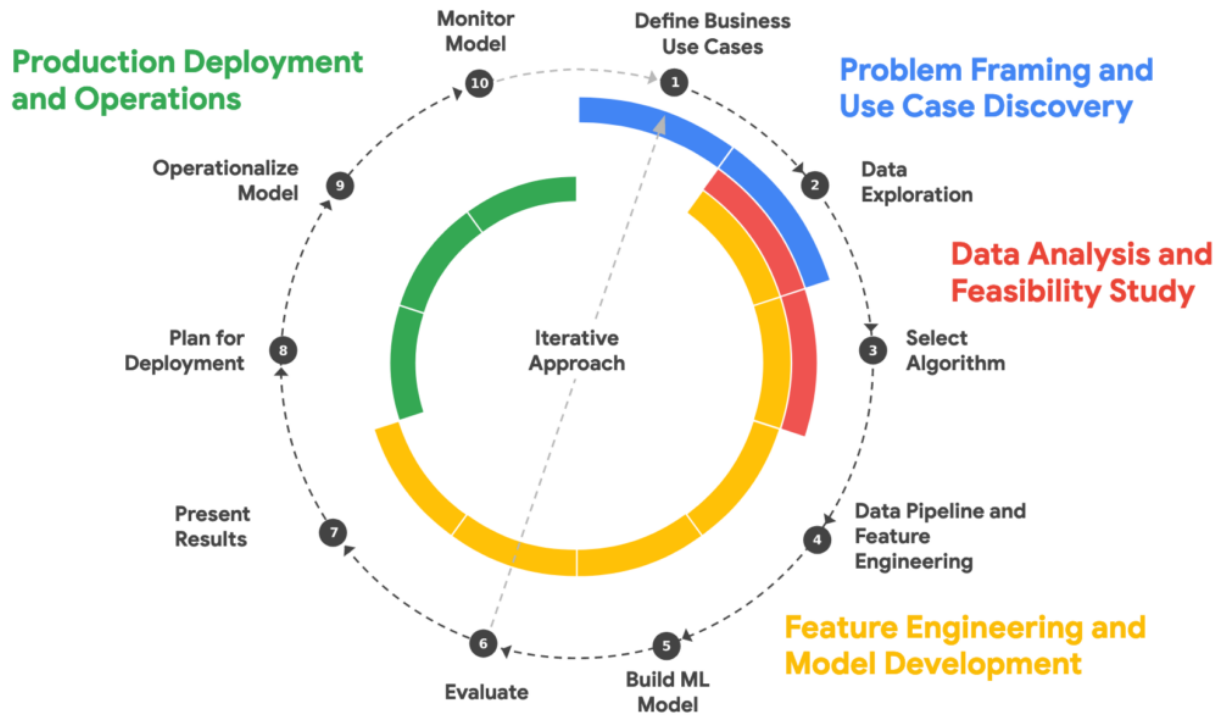 Monitor
Model
Define Business
Use Cases
Production Deployment
and Operations
Problem Framing and
Use Case Discovery
10
1
Operationalize
Model
9
2
Data
Exploration
Data Analysis and
Feasibility Study
Plan for
Deployment
8
Iterative
Approach
3
Select
Algorithm
Present
Results
7
4
Data Pipeline and
Feature
Engineering
6
5
Feature Engineering and
Model Development
Evaluate
Build ML
Model